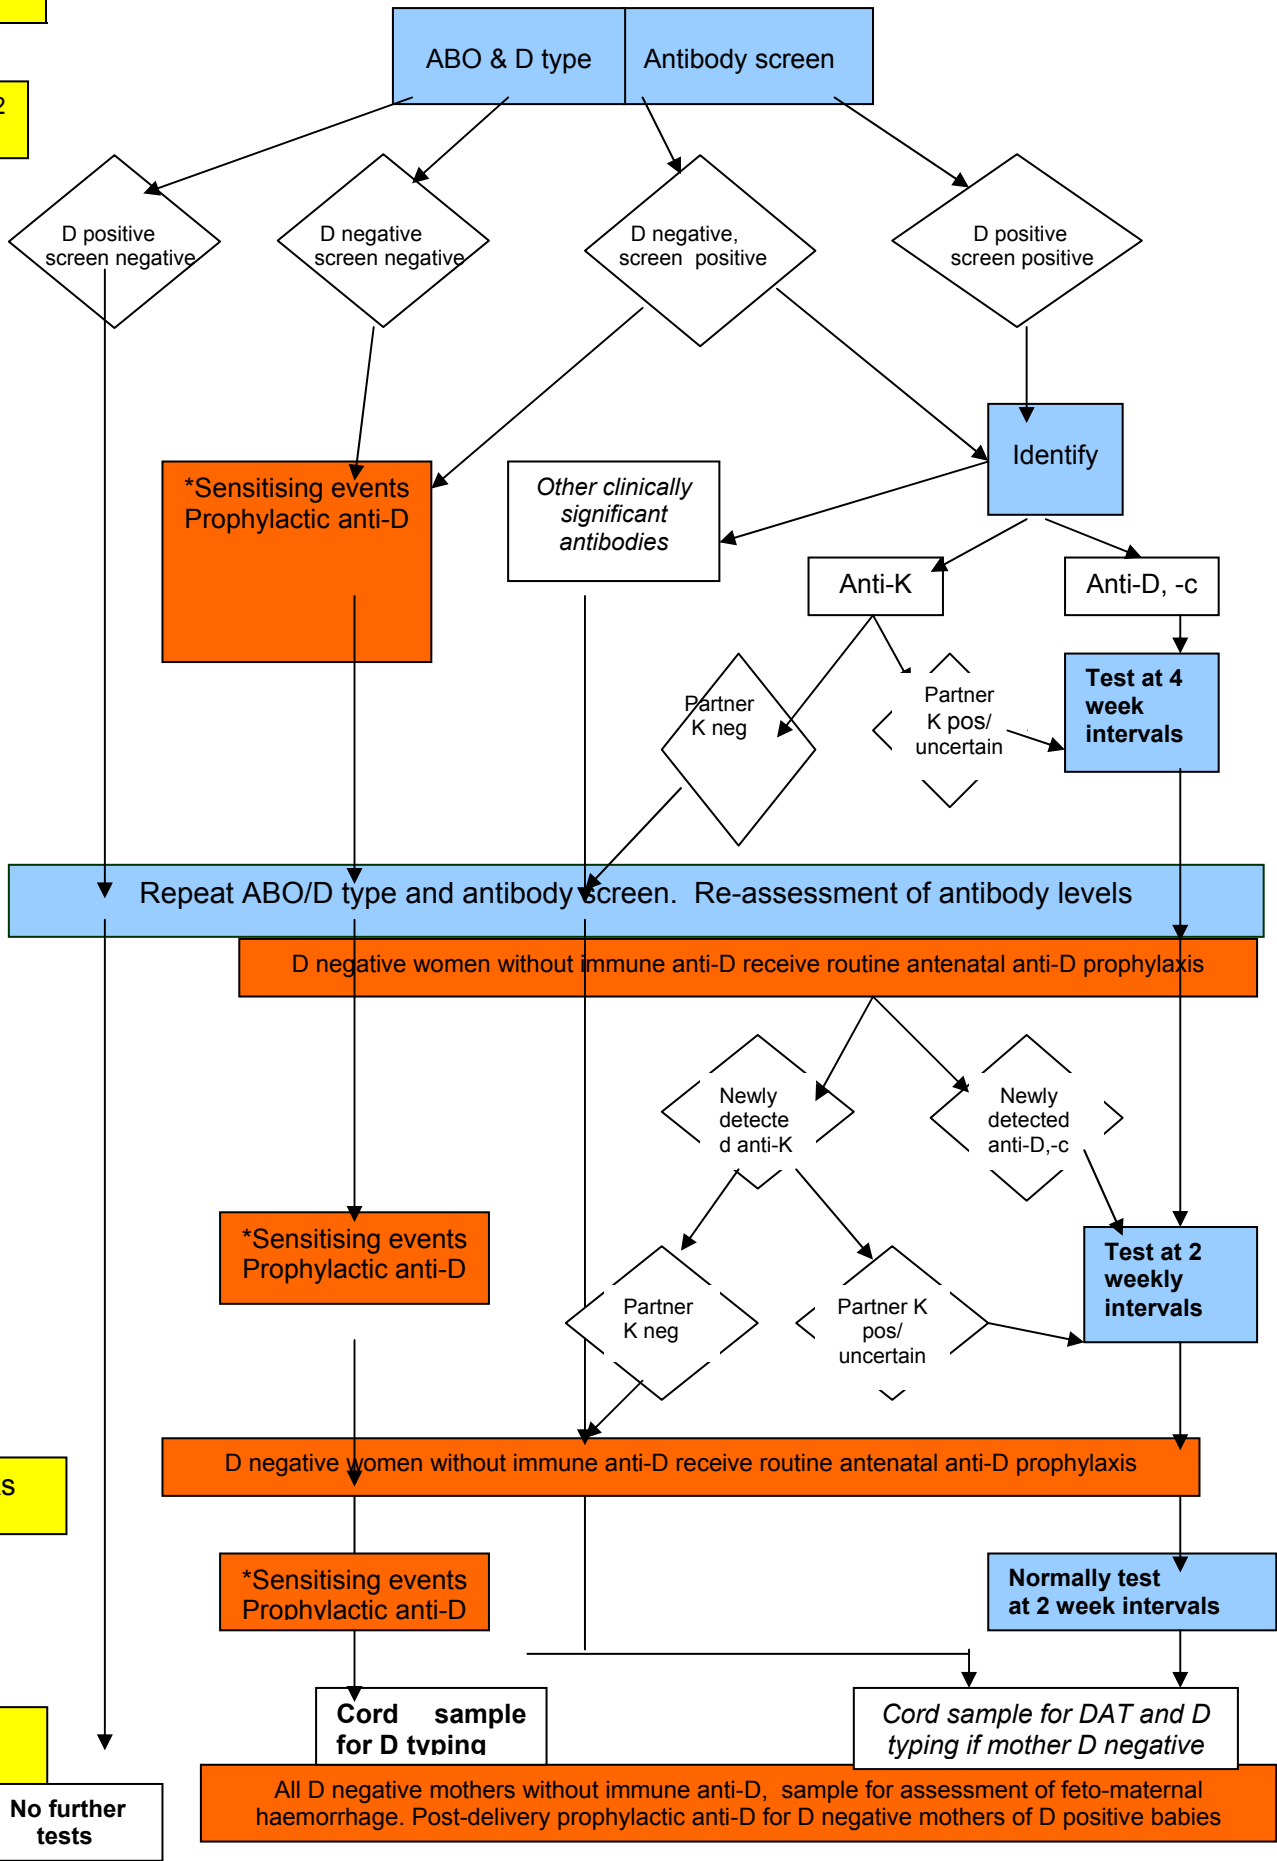 ABO & D type
Antibody screen
2
D positive
screen negative
D negative
screen negative
D negative,
screen positive
D positive
screen positive
Identify
*Sensitising events
Prophylactic anti-D
Other clinically
significant
antibodies
Anti-K
Anti-D, -c
Partner
K neg
Partner
K pos/
uncertain
Test at 4
week
intervals
Repeat ABO/D type and antibody screen. Re-assessment of antibody levels
D negative women without immune anti-D receive routine antenatal anti-D prophylaxis
Newly
detecte
d anti-K
Newly
detected
anti-D,-c
*Sensitising events
Prophylactic anti-D
Partner
K neg
Partner K
pos/
uncertain
Test at 2
weekly
intervals
D negative women without immune anti-D receive routine antenatal anti-D prophylaxis
s
*Sensitising events
Prophylactic anti-D
Normally test
at 2 week intervals
Cord sample
for D typing
Cord sample for DAT and D
typing if mother D negative
No further
tests
All D negative mothers without immune anti-D, sample for assessment of feto-maternal
haemorrhage. Post-delivery prophylactic anti-D for D negative mothers of D positive babies